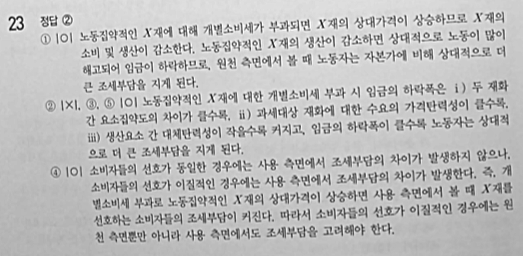 23 정답 ②
① |O| 노동집약적인 X재에 대해 개별소비세가 부과되면 X재의 상대가격이 상승하므로 X재의
소비 및 생산이 감소한다. 노동집약적인 X재의 생산이 감소하면 상대적으로 노동이 많이
해고되어 임금이 하락하므로, 원천 측면에서 볼 때 노동자는 자본가에 비해 상대적으로 더
큰 조세부담을 지게 된다.
② |X|, ③, ⑤ |O| 노동집약적인 X재에 대한 개별소비세 부과 시 임금의 하락폭은 ⅰ) 두 재화
간 요소집약도의 차이가 클수록, ⅱ) 과세대상 재화에 대한 수요의 가격탄력성이 클수록,
ⅲ) 생산요소 간 대체탄력성이 작을수록 커지고, 임금의 하락폭이 클수록 노동자는 상대적
으로 더 큰 조세부담을 지게 된다.
④ |O| 소비자들의 선호가 동일한 경우에는 사용 측면에서 조세부담의 차이가 발생하지 않으나,
소비자들의 선호가 이질적인 경우에는 사용 측면에서 조세부담의 차이가 발생한다. 즉, 개
별소비세 부과로 노동집약적인 X재의 상대가격이 상승하면 사용 측면에서 볼 때 X재를
선호하는 소비자들의 조세부담이 커진다. 따라서 소비자들의 선호가 이질적인 경우에는 원
천 측면뿐만 아니라 사용 측면에서도 조세부담을 고려해야 한다.